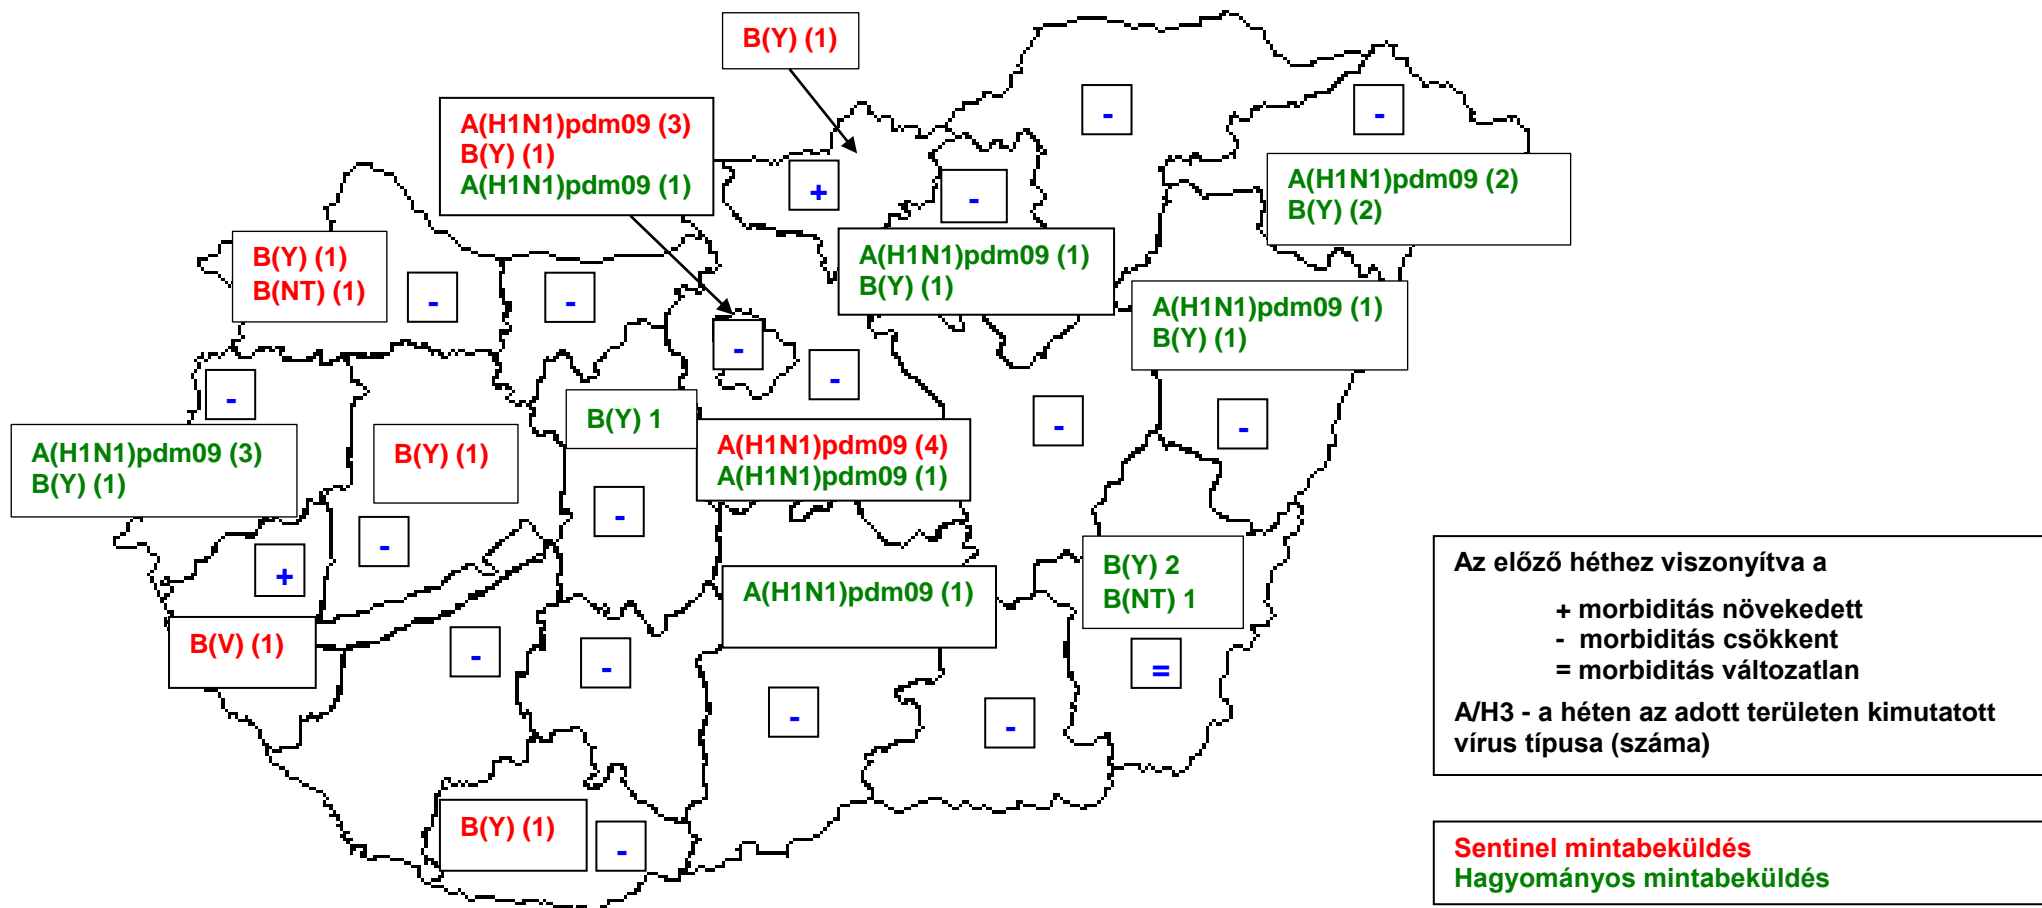 B(Y) (1)
A(H1N1)pdm09 (3)
B(Y) (1)
A(H1N1)pdm09 (1)
-
-
+
-
A(H1N1)pdm09 (2)
B(Y) (2)
B(Y) (1)
B(NT) (1)
-
-
A(H1N1)pdm09 (1)
B(Y) (1)
A(H1N1)pdm09 (1)
B(Y) (1)
-
-
-
B(Y) 1
-
-
A(H1N1)pdm09 (3)
B(Y) (1)
B(Y) (1)
A(H1N1)pdm09 (4)
A(H1N1)pdm09 (1)
-
-
+
B(Y) 2
B(NT) 1
A(H1N1)pdm09 (1)
B(V) (1)
-
-
=
-
-
B(Y) (1)
-
Az előző héthez viszonyítva a
+ morbiditás növekedett
- morbiditás csökkent
= morbiditás változatlan
A/H3 - a héten az adott területen kimutatott
vírus típusa (száma)
Sentinel mintabeküldés
Hagyományos mintabeküldés